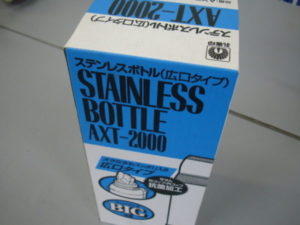 ステンレスボトル(広口タイプ)
AXT-2000
ステンレスボトル(広口タイプ)
STAINLESS
BOTTLE
AXT-2000
広口タイプ
抗菌加工
BIG